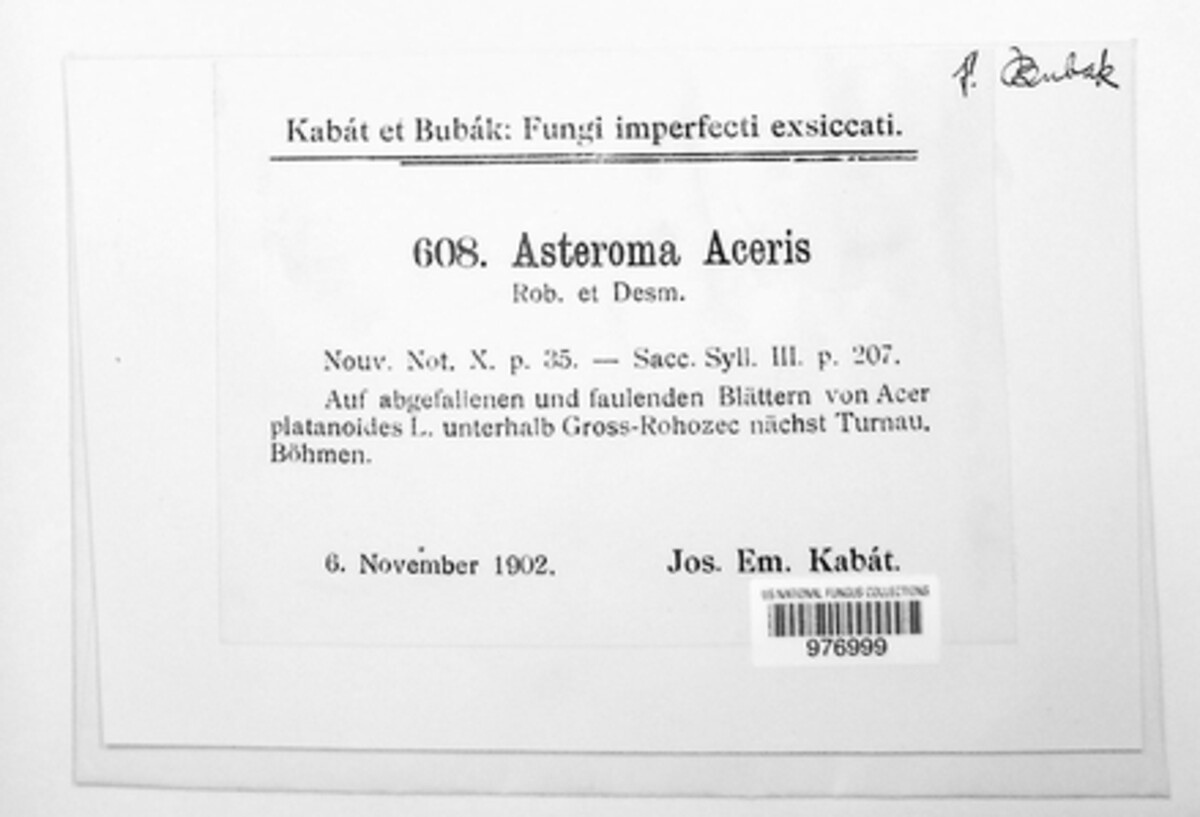 F. Bubak
Kabát et Bubák: Fungi imperfecti exsiccati.
608. Asteroma Aceris
Rob. et Desm.
Nouv. Not. X. p. 35. — Sacc. Syll. III. p. 207.
Auf abgefallenen und faulenden Blättern von Acer
platanoides L. unterhalb Gross-Rohozec nächst Turnau,
Böhmen.
6. November 1902.
Jos. Em. Kabát.
US NATIONAL FUNGUS COLLECTIONS
976999